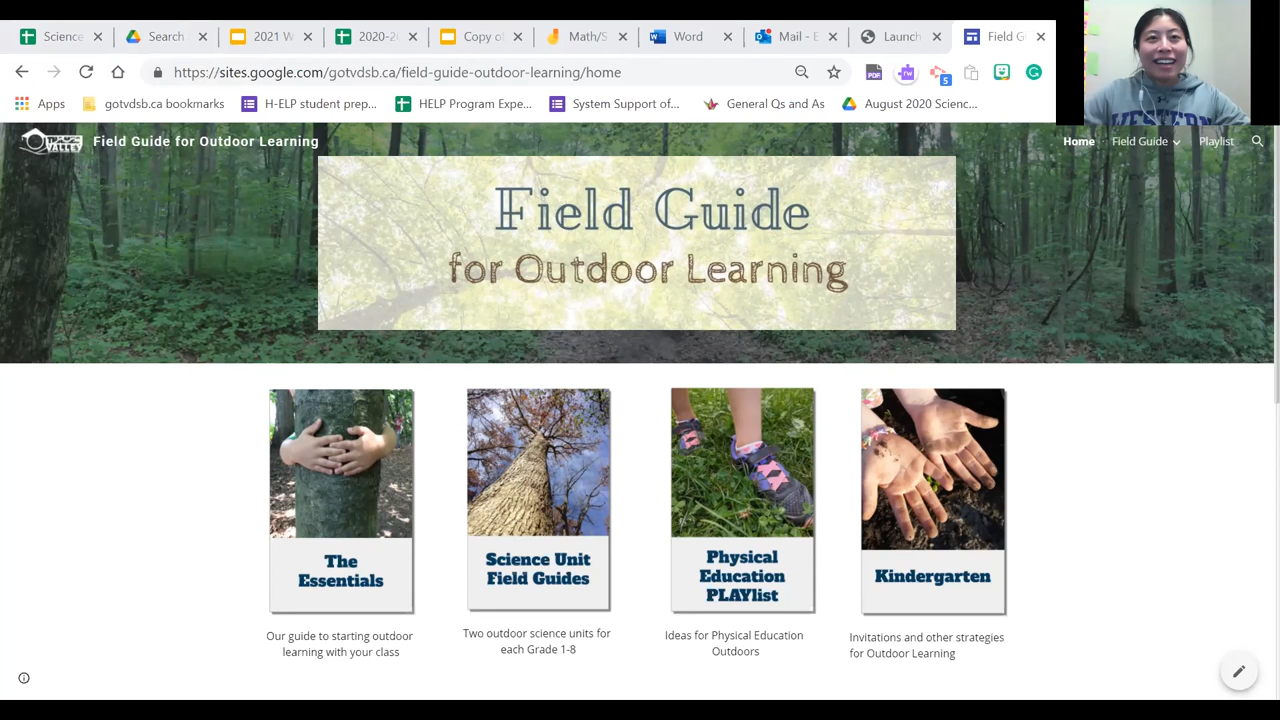 Science
Search
2021 W
2020-2
Copy o
Math/S
Word
Mail - E
Launch
Field G
https://sites.google.com/gotvdsb.ca/field-guide-outdoor-learning/home
PDF
rw
5
Apps
gotvdsb.ca bookmarks
H-ELP student prep...
HELP Program Expe...
System Support of...
General Qs and As
August 2020 Scienc...
VALLEY
Field Guide for Outdoor Learning
Home
Field Guide
Playlist
WESTERN
Field Guide
for Outdoor Learning
The
Essentials
Science Unit
Field Guides
Physical
Education
PLAYlist
Kindergarten
Our guide to starting outdoor
learning with your class
Two outdoor science units for
each Grade 1-8
Ideas for Physical Education
Outdoors
Invitations and other strategies
for Outdoor Learning